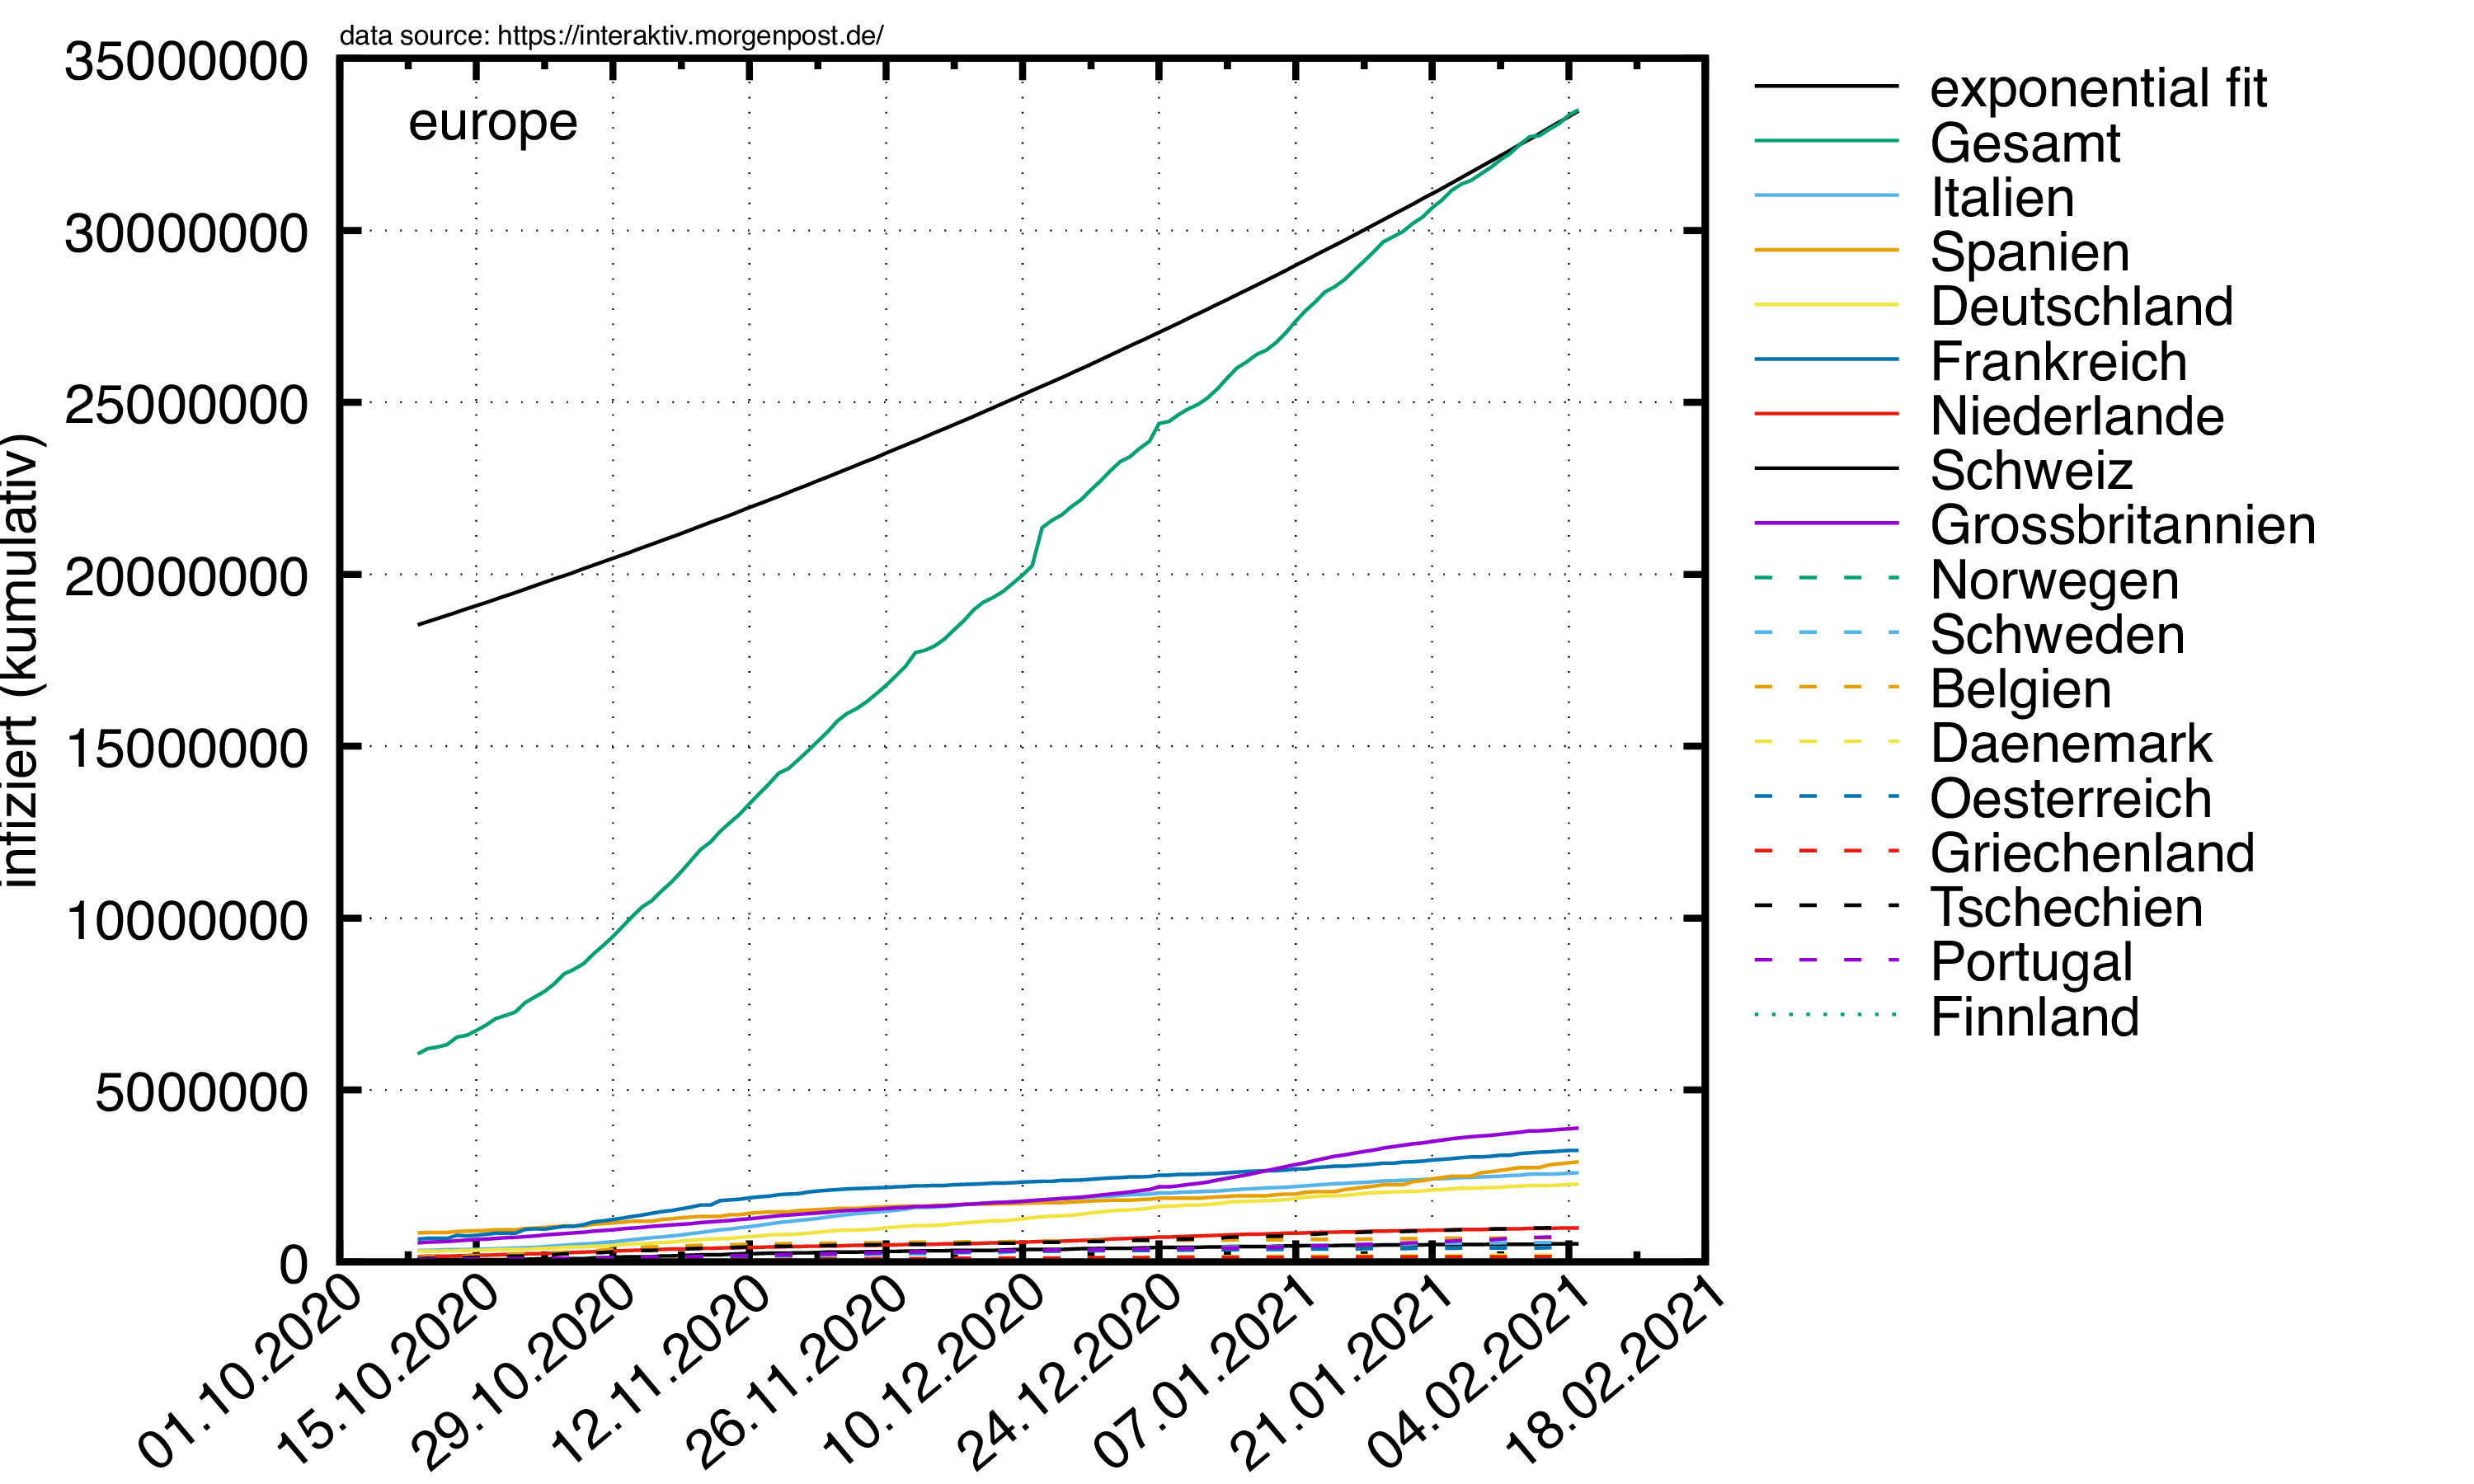 data source: https://interaktiv.morgenpost.de/
europe
infiziert (kumulativ)
35000000
30000000
25000000
20000000
15000000
10000000
5000000
0
01.10.2020
15.10.2020
29.10.2020
12.11.2020
26.11.2020
10.12.2020
24.12.2020
07.01.2021
21.01.2021
04.02.2021
18.02.2021
exponential fit
Gesamt
Italien
Spanien
Deutschland
Frankreich
Niederlande
Schweiz
Grossbritannien
Norwegen
Schweden
Belgien
Daenemark
Oesterreich
Griechenland
Tschechien
Portugal
Finnland